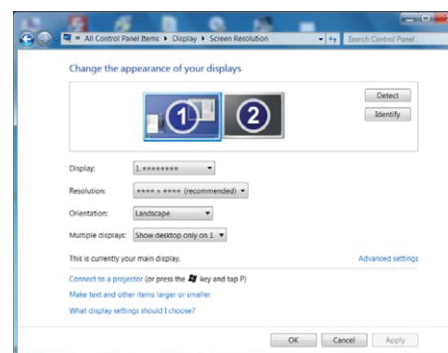 « All Control Panel Items ▸ Display ▸ Screen Resolution
Search Control Panel
Change the appearance of your displays
1
2
Detect
Identify
Display: 1. ********
Resolution: **** × **** (recommended)
Orientation: Landscape
Multiple displays: Show desktop only on 1
This is currently your main display.
Advanced settings
Connect to a projector (or press the key and tap P)
Make text and other items larger or smaller
What display settings should I choose?
OK
Cancel
Apply